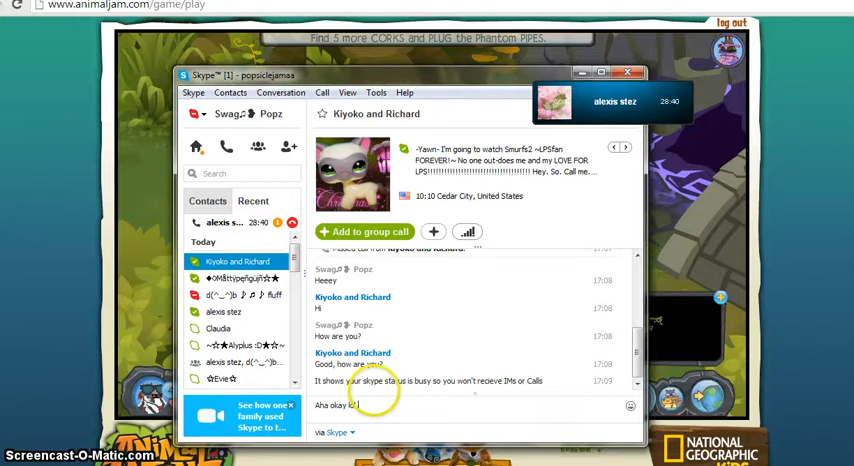 www.animaljam.com/game/play
log out
Find 5 more CORKS and PLUG the Phantom PIPES.
Skype™ [1] - popsiclejamaa
Skype Contacts Conversation Call View Tools Help
alexis stez 28:40
Swag♫❥ Popz
Kiyoko and Richard
-Yawn- I'm going to watch Smurfs2 ~LPSfan
FOREVER!~ No one out-does me and my LOVE FOR
LPS!!!!!!!!!!!!!!!!!!!!!!!!!!!!!!!!!! Hey. So. Call me....
10:10 Cedar City, United States
Search
Contacts Recent
alexis s... 28:40 1
Today
Kiyoko and Richard
d(^_^)b ♪ ♫ ♪ fluff
alexis stez
Claudia
~☆★Alyplus :D★☆~
alexis stez, d(^_^)b...
☆Evie☆
Add to group call
Kiyoko and Richard.
Swag♫❥ Popz
Heeey 17:08
Kiyoko and Richard
Hi 17:08
Swag♫❥ Popz
How are you? 17:08
Kiyoko and Richard
Good, how are you? 17:08
It shows your skype status is busy so you won't recieve IMs or Calls 17:09
Aha okay lol
via Skype
See how one
family used
Skype to t...
Screencast-O-Matic.com
NATIONAL
GEOGRAPHIC
KiDS